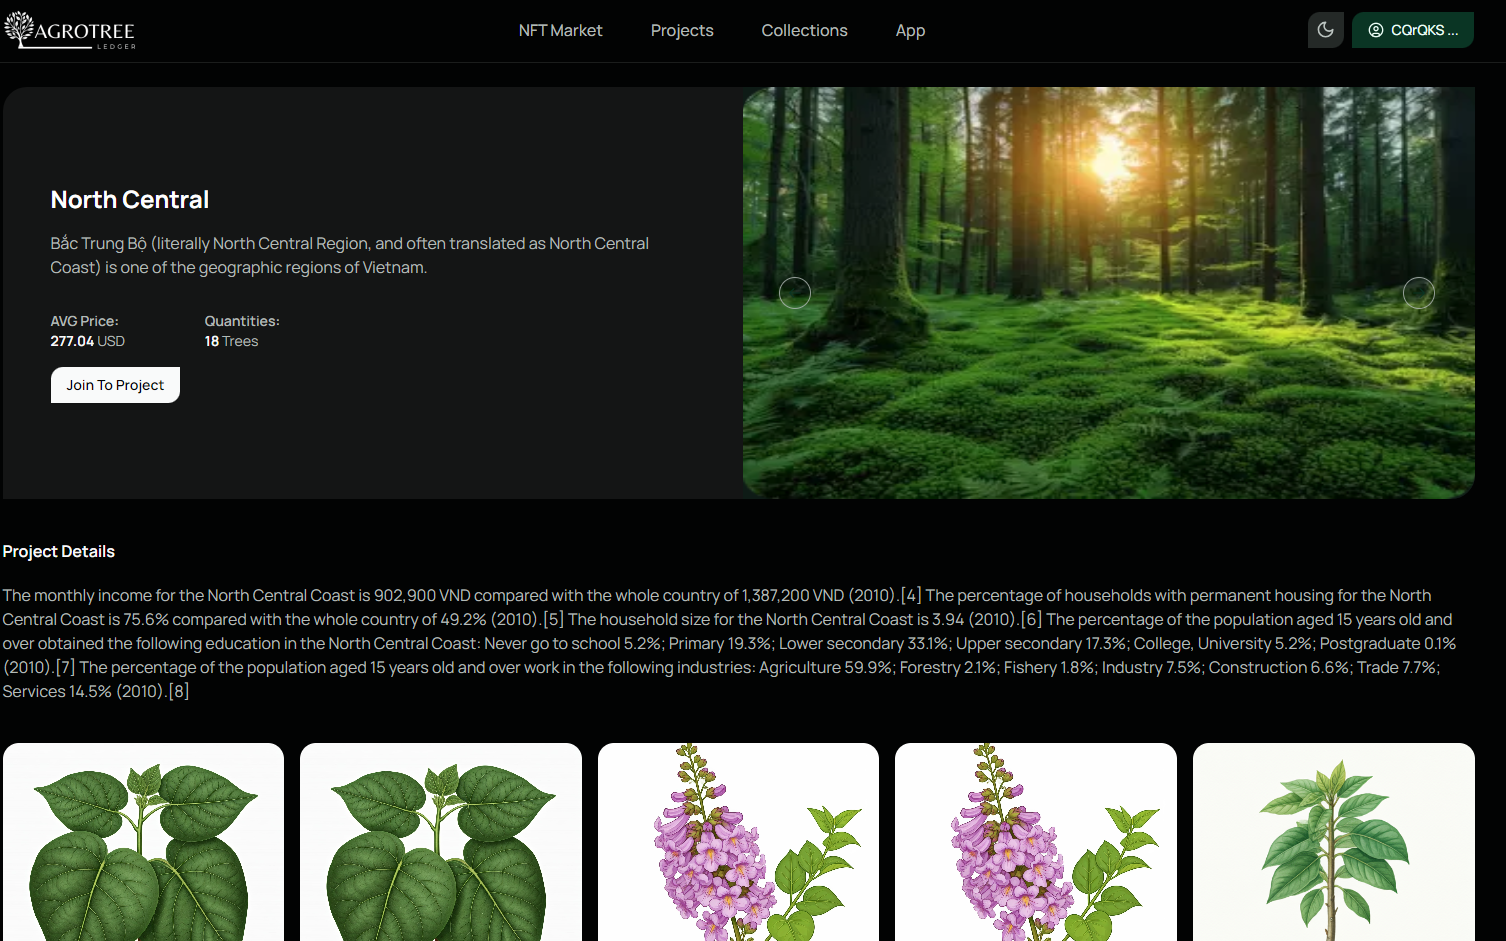 AGROTREE
LEDGER
NFT Market
Projects
Collections
App
CQrQKS ...
North Central
Bắc Trung Bộ (literally North Central Region, and often translated as North Central
Coast) is one of the geographic regions of Vietnam.
AVG Price:
277.04 USD
Quantities:
18 Trees
Join To Project
Project Details
The monthly income for the North Central Coast is 902,900 VND compared with the whole country of 1,387,200 VND (2010).[4] The percentage of households with permanent housing for the North
Central Coast is 75.6% compared with the whole country of 49.2% (2010).[5] The household size for the North Central Coast is 3.94 (2010).[6] The percentage of the population aged 15 years old and
over obtained the following education in the North Central Coast: Never go to school 5.2%; Primary 19.3%; Lower secondary 33.1%; Upper secondary 17.3%; College, University 5.2%; Postgraduate 0.1%
(2010).[7] The percentage of the population aged 15 years old and over work in the following industries: Agriculture 59.9%; Forestry 2.1%; Fishery 1.8%; Industry 7.5%; Construction 6.6%; Trade 7.7%;
Services 14.5% (2010).[8]